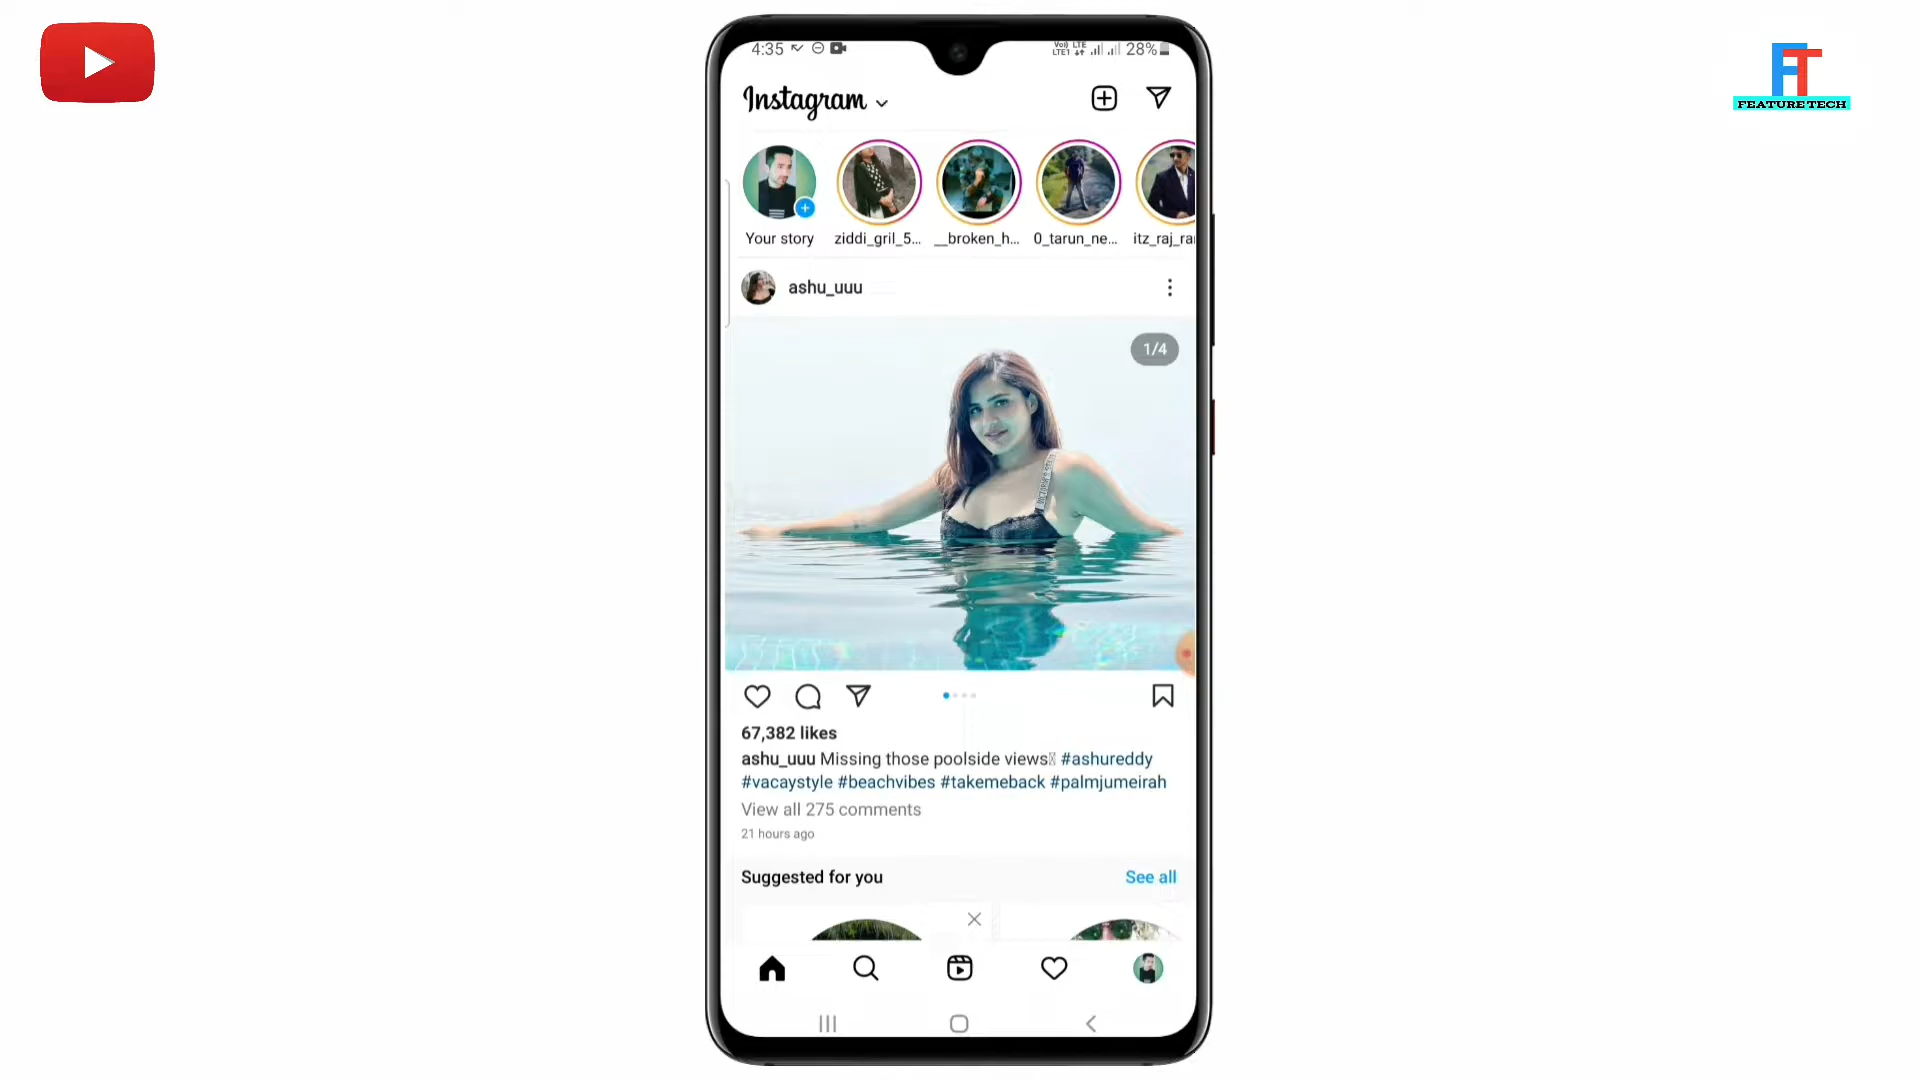 4:35
28%
FT
FEATURE TECH
Instagram
Your story
ziddi_gril_5...
__broken_h...
0_tarun_ne...
itz_raj_ra
ashu_uuu
1/4
67,382 likes
ashu_uuu Missing those poolside views #ashureddy
#vacaystyle #beachvibes #takemeback #palmjumeirah
View all 275 comments
21 hours ago
Suggested for you See all